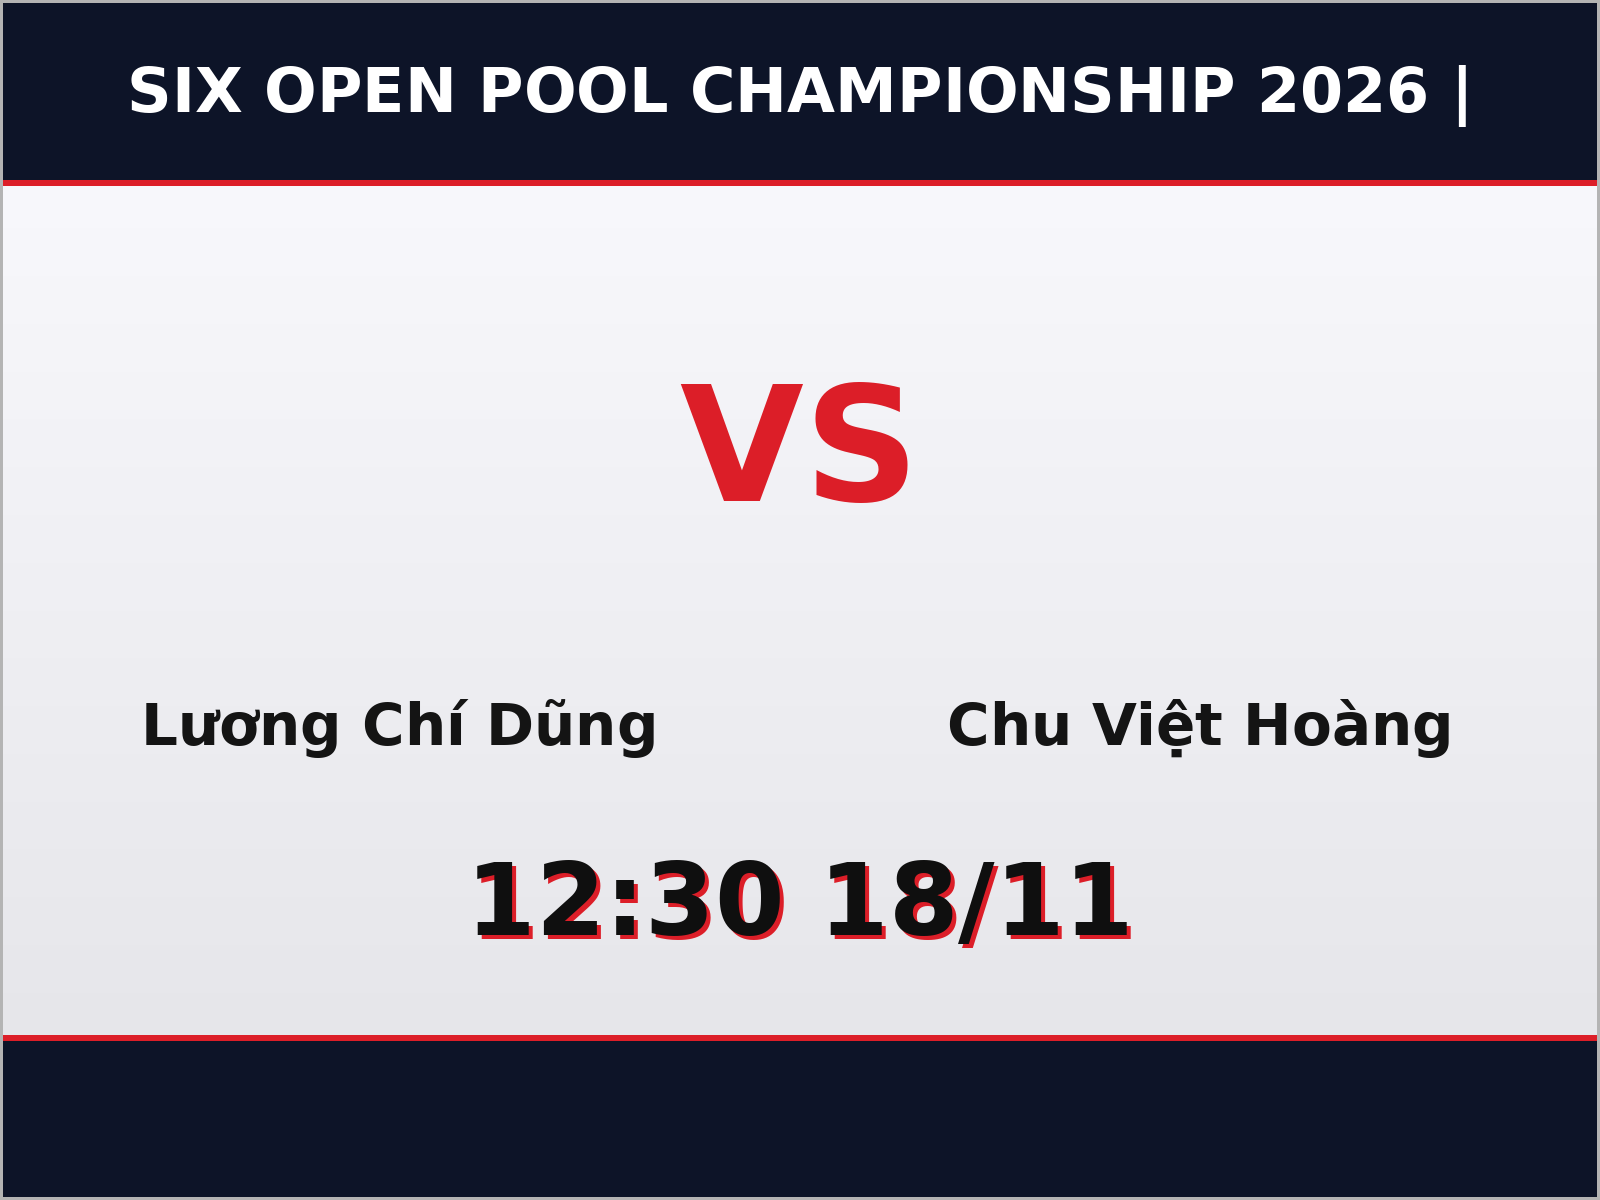 SIX OPEN POOL CHAMPIONSHIP 2026 |
VS
Lương Chí Dũng
Chu Việt Hoàng
12:30 18/11